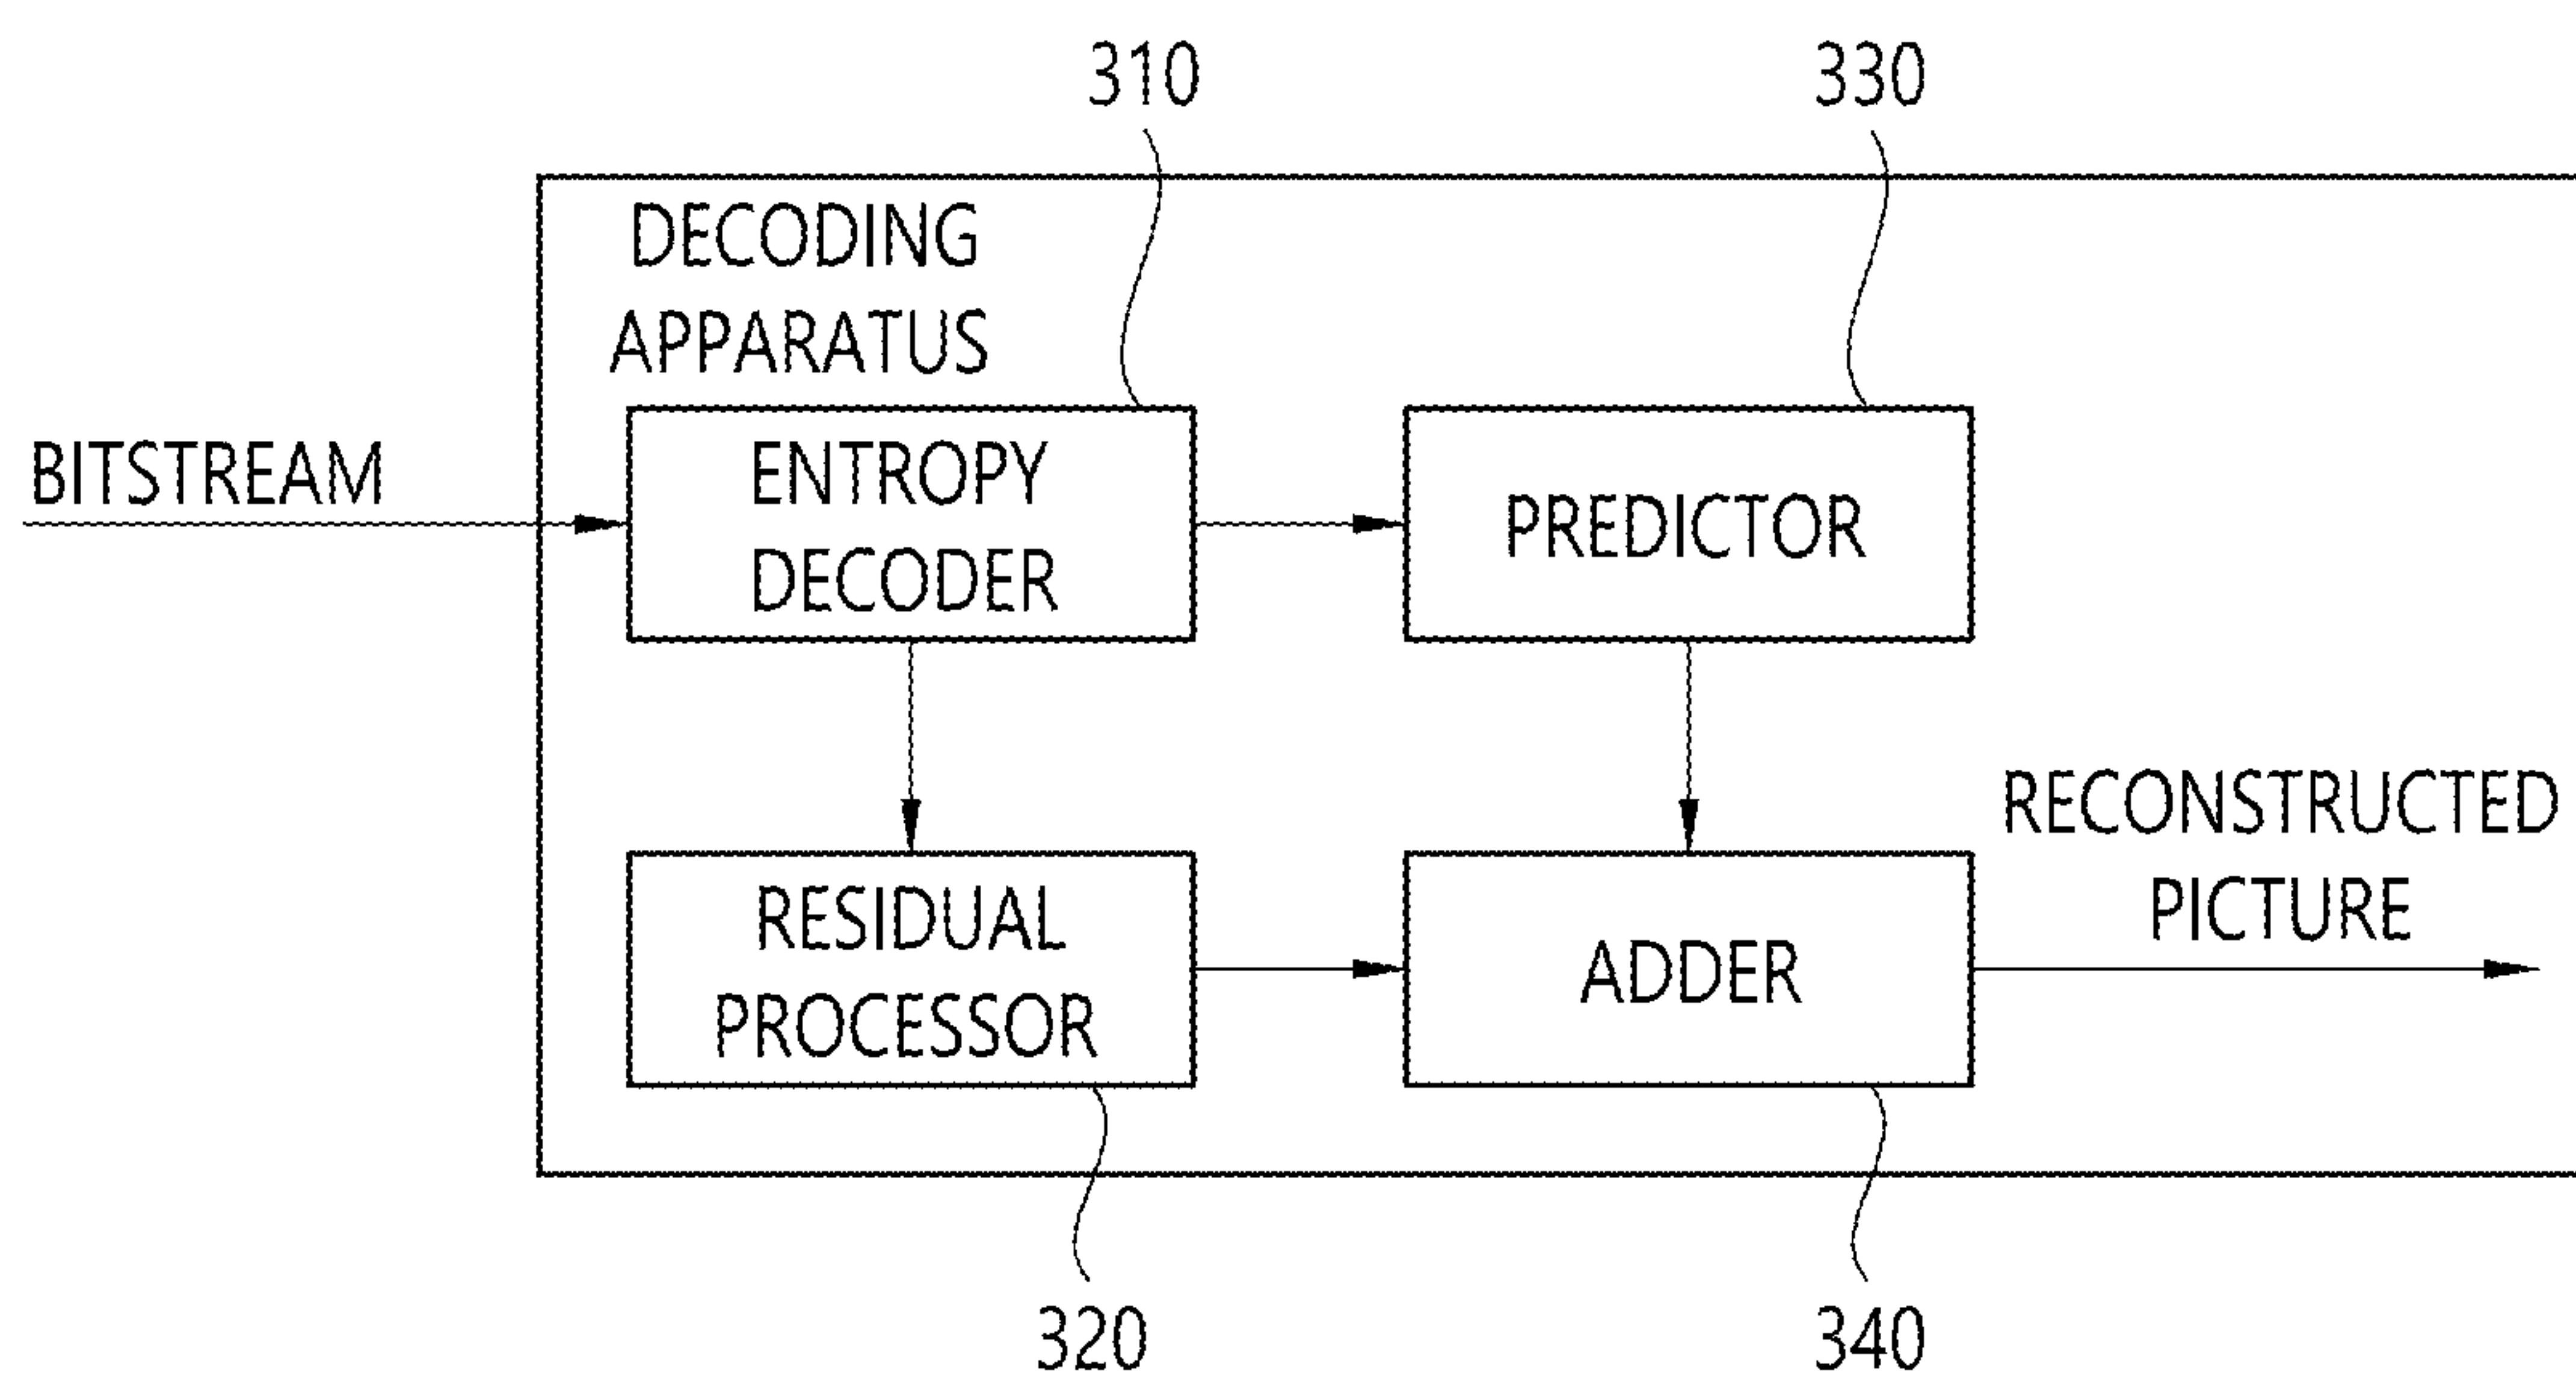 310
330
DECODING
APPARATUS
BITSTREAM
ENTROPY
DECODER
PREDICTOR
RESIDUAL
PROCESSOR
ADDER
RECONSTRUCTED
PICTURE
320
340